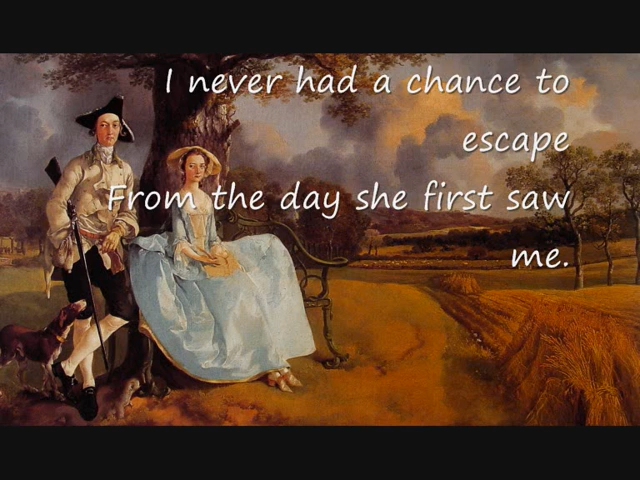 I never had a chance to
escape
From the day she first saw
me.